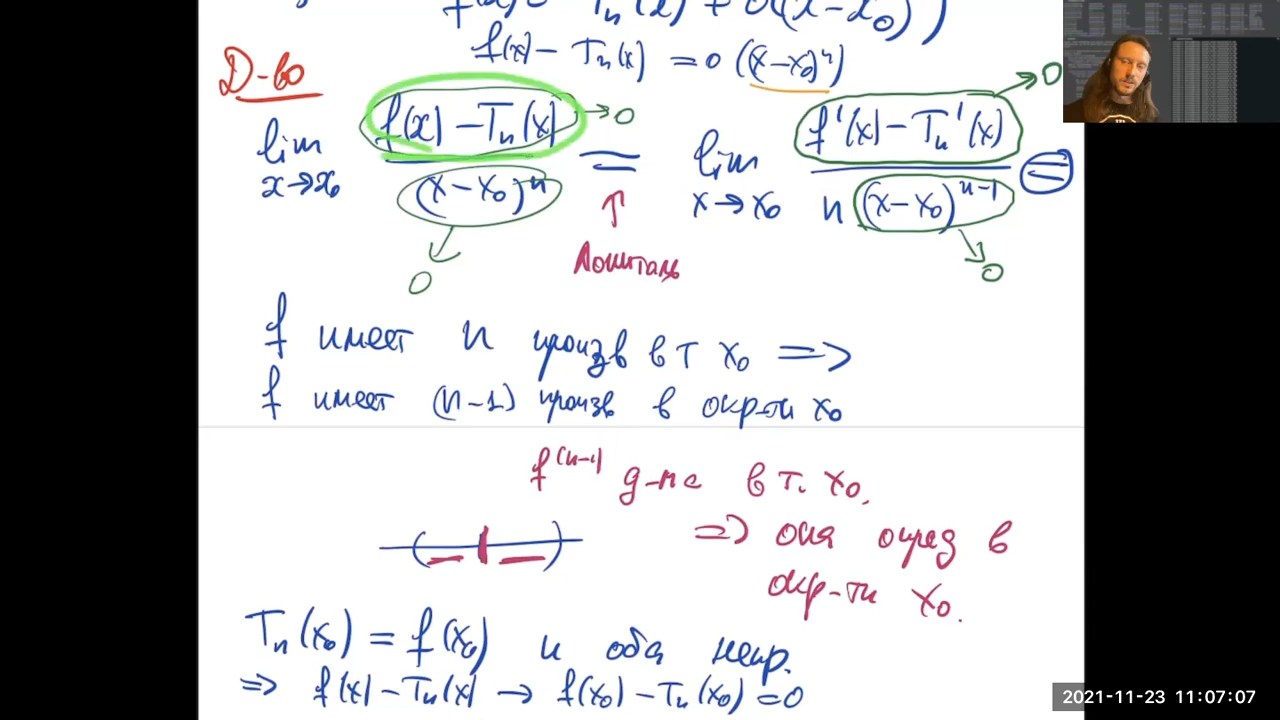 f(x) - Tₙ(x) = o((x-x₀)ⁿ)
Д-во
lim x→x₀ (f(x) - Tₙ(x)) → 0 / (x-x₀)ⁿ → 0 = lim x→x₀ (f'(x) - Tₙ'(x)) → 0 / n(x-x₀)ⁿ⁻¹ → 0 =
↑
Лопиталь
f имеет n произв в т x₀ =>
f имеет (n-1) произв в окр-ти x₀
f⁽ⁿ⁻¹⁾ д-ма в т. x₀,
=> она опред в
окр-ти x₀.
Tₙ(x₀) = f(x₀) и оба непр.
=> f(x) - Tₙ(x) → f(x₀) - Tₙ(x₀) = 0
2021-11-23 11:07:07